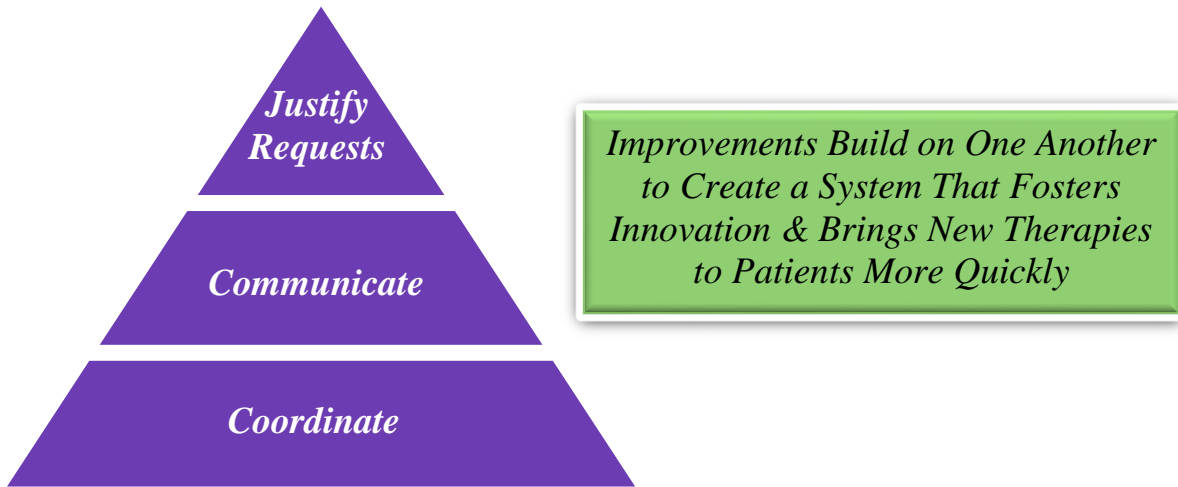 Justify
Requests
Communicate
Coordinate
Improvements Build on One Another
to Create a System That Fosters
Innovation & Brings New Therapies
to Patients More Quickly